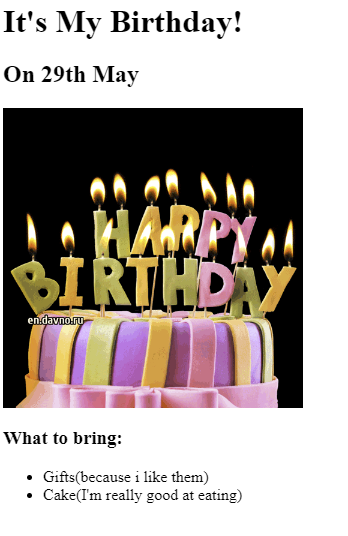 It's My Birthday!
On 29th May
HAPPY
BIRTHDAY
en.davno.ru
What to bring:
Gifts(because i like them)
Cake(I'm really good at eating)